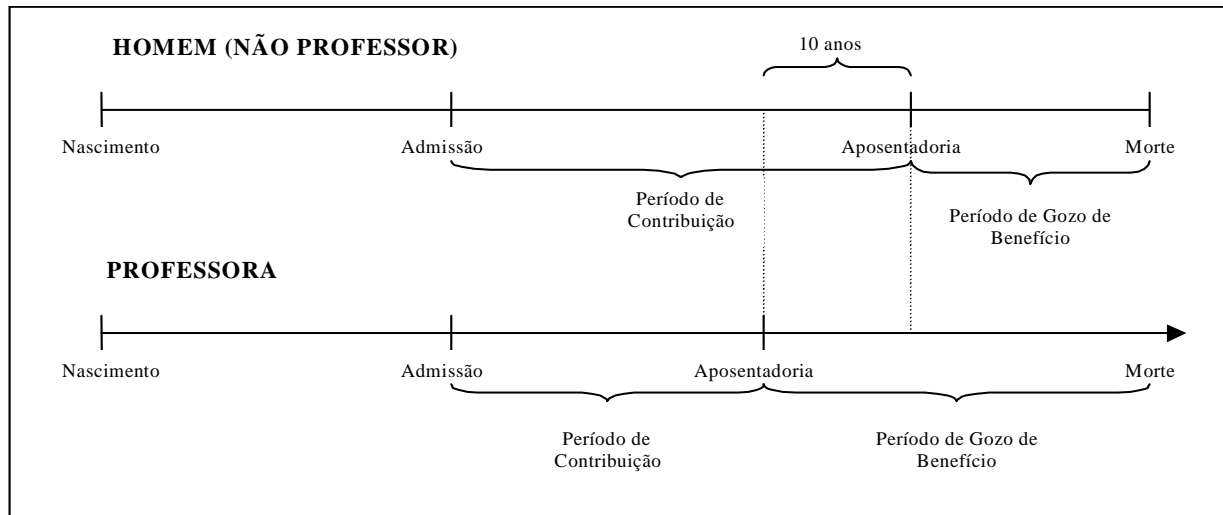 HOMEM (NÃO PROFESSOR)
10 anos
Nascimento
Admissão
Aposentadoria
Morte
Período de
Contribuição
Período de Gozo de
Benefício
PROFESSORA
Nascimento
Admissão
Aposentadoria
Morte
Período de
Contribuição
Período de Gozo de
Benefício